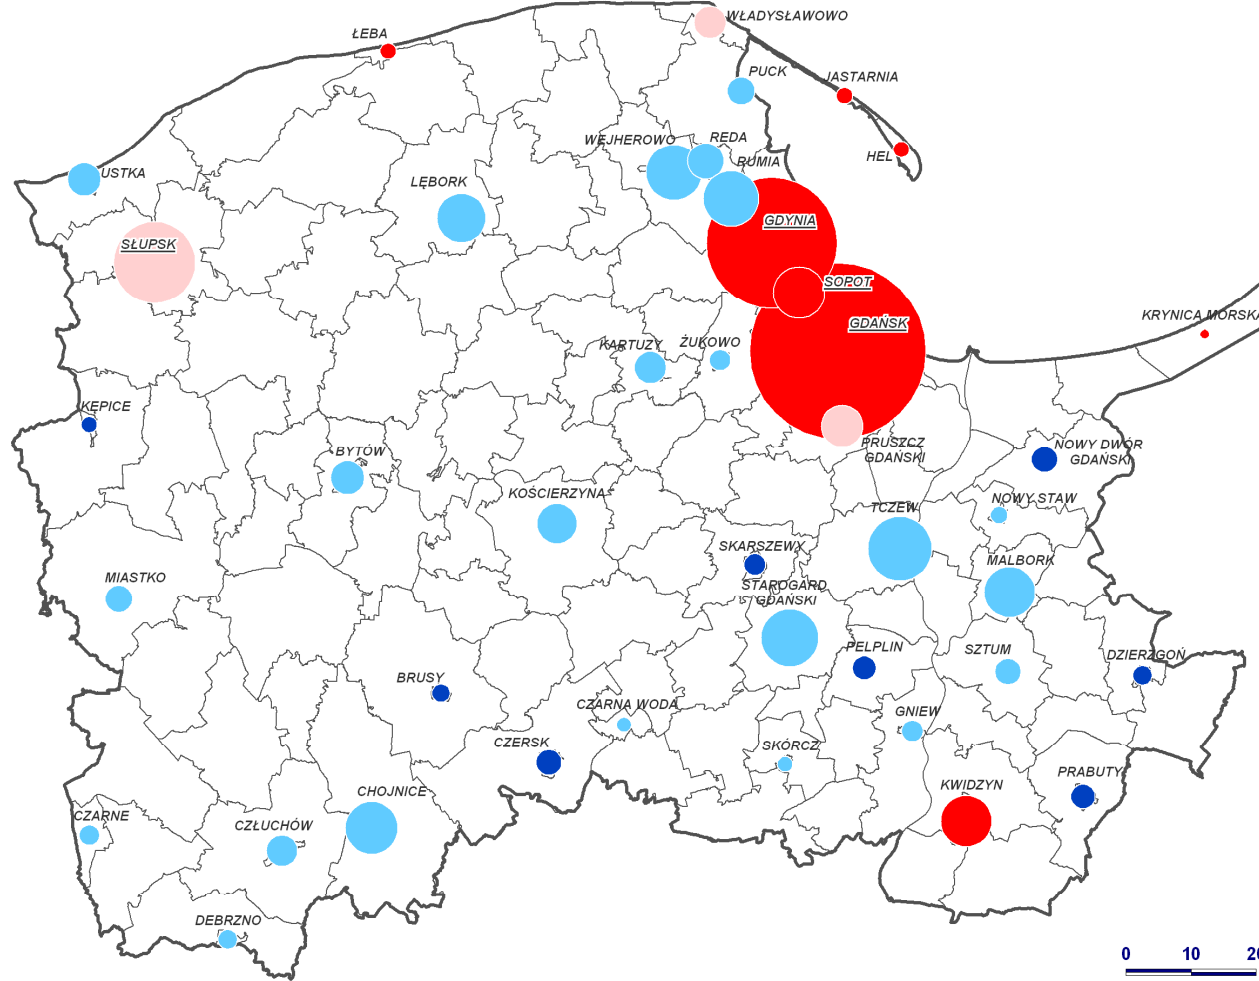 WŁADYSŁAWOWO
ŁEBA
PUCK
JASTARNIA
WEJHEROWO
REDA
RUMIA
HEL
USTKA
LĘBORK
SŁUPSK
GDYNIA
SOPOT
GDAŃSK
KRYNICA MORSKA
KARTUZY
ŻUKOWO
KĘPICE
PRUSZCZ
GDAŃSKI
NOWY DWÓR
GDAŃSKI
BYTÓW
KOŚCIERZYNA
NOWY STAW
TCZEW
SKARSZEWY
MALBORK
MIASTKO
STAROGARD
GDAŃSKI
PELPLIN
SZTUM
DZIERZGOŃ
BRUSY
CZARNA WODA
GNIEW
CZERSK
SKÓRCZ
PRABUTY
KWIDZYN
CHOJNICE
CZARNE
CZŁUCHÓW
DEBRZNO
0 10 20